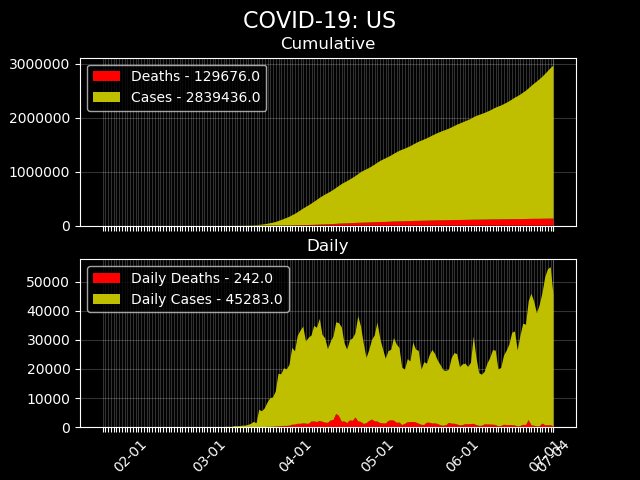 COVID-19: US
Cumulative
3000000
2000000
1000000
0
Deaths - 129676.0
Cases - 2839436.0
Daily
50000
40000
30000
20000
10000
0
Daily Deaths - 242.0
Daily Cases - 45283.0
02-01
03-01
04-01
05-01
06-01
07-01
07-04